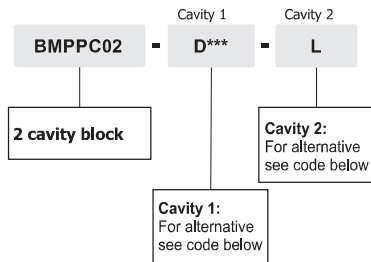 Cavity 1 Cavity 2
BMPPC02 - D*** - L
2 cavity block
Cavity 2:
For alternative
see code below
Cavity 1:
For alternative
see code below